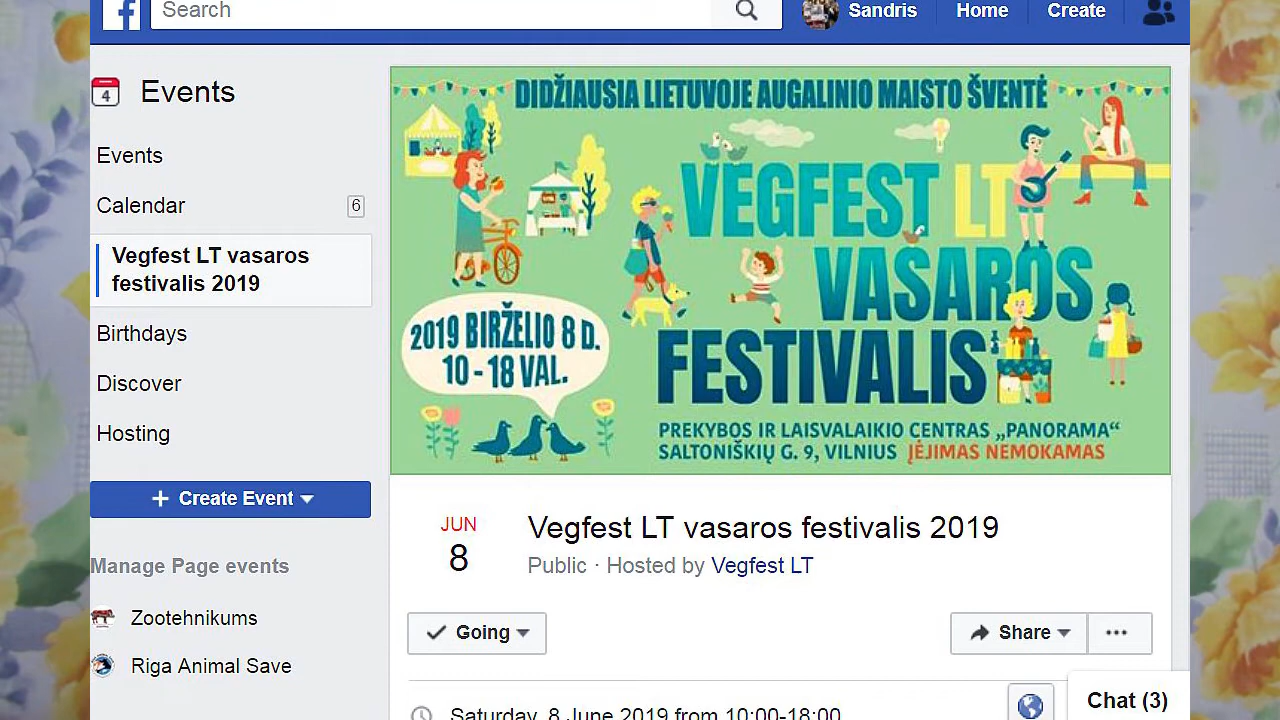 Search
Sandris
Home
Create
4
Events
Events
Calendar
6
Vegfest LT vasaros
festivalis 2019
Birthdays
Discover
Hosting
+ Create Event
Manage Page events
Zootehnikums
Riga Animal Save
DIDŽIAUSIA LIETUVOJE AUGALINIO MAISTO ŠVENTĖ
VEGFEST LT
VASAROS
FESTIVALIS
2019 BIRŽELIO 8 D.
10 - 18 VAL.
PREKYBOS IR LAISVALAIKIO CENTRAS „PANORAMA“
SALTONIŠKIŲ G. 9, VILNIUS ĮĖJIMAS NEMOKAMAS
JUN
8
Vegfest LT vasaros festivalis 2019
Public · Hosted by Vegfest LT
Going
Share
Saturday, 8 June 2019 from 10:00-18:00
Chat (3)